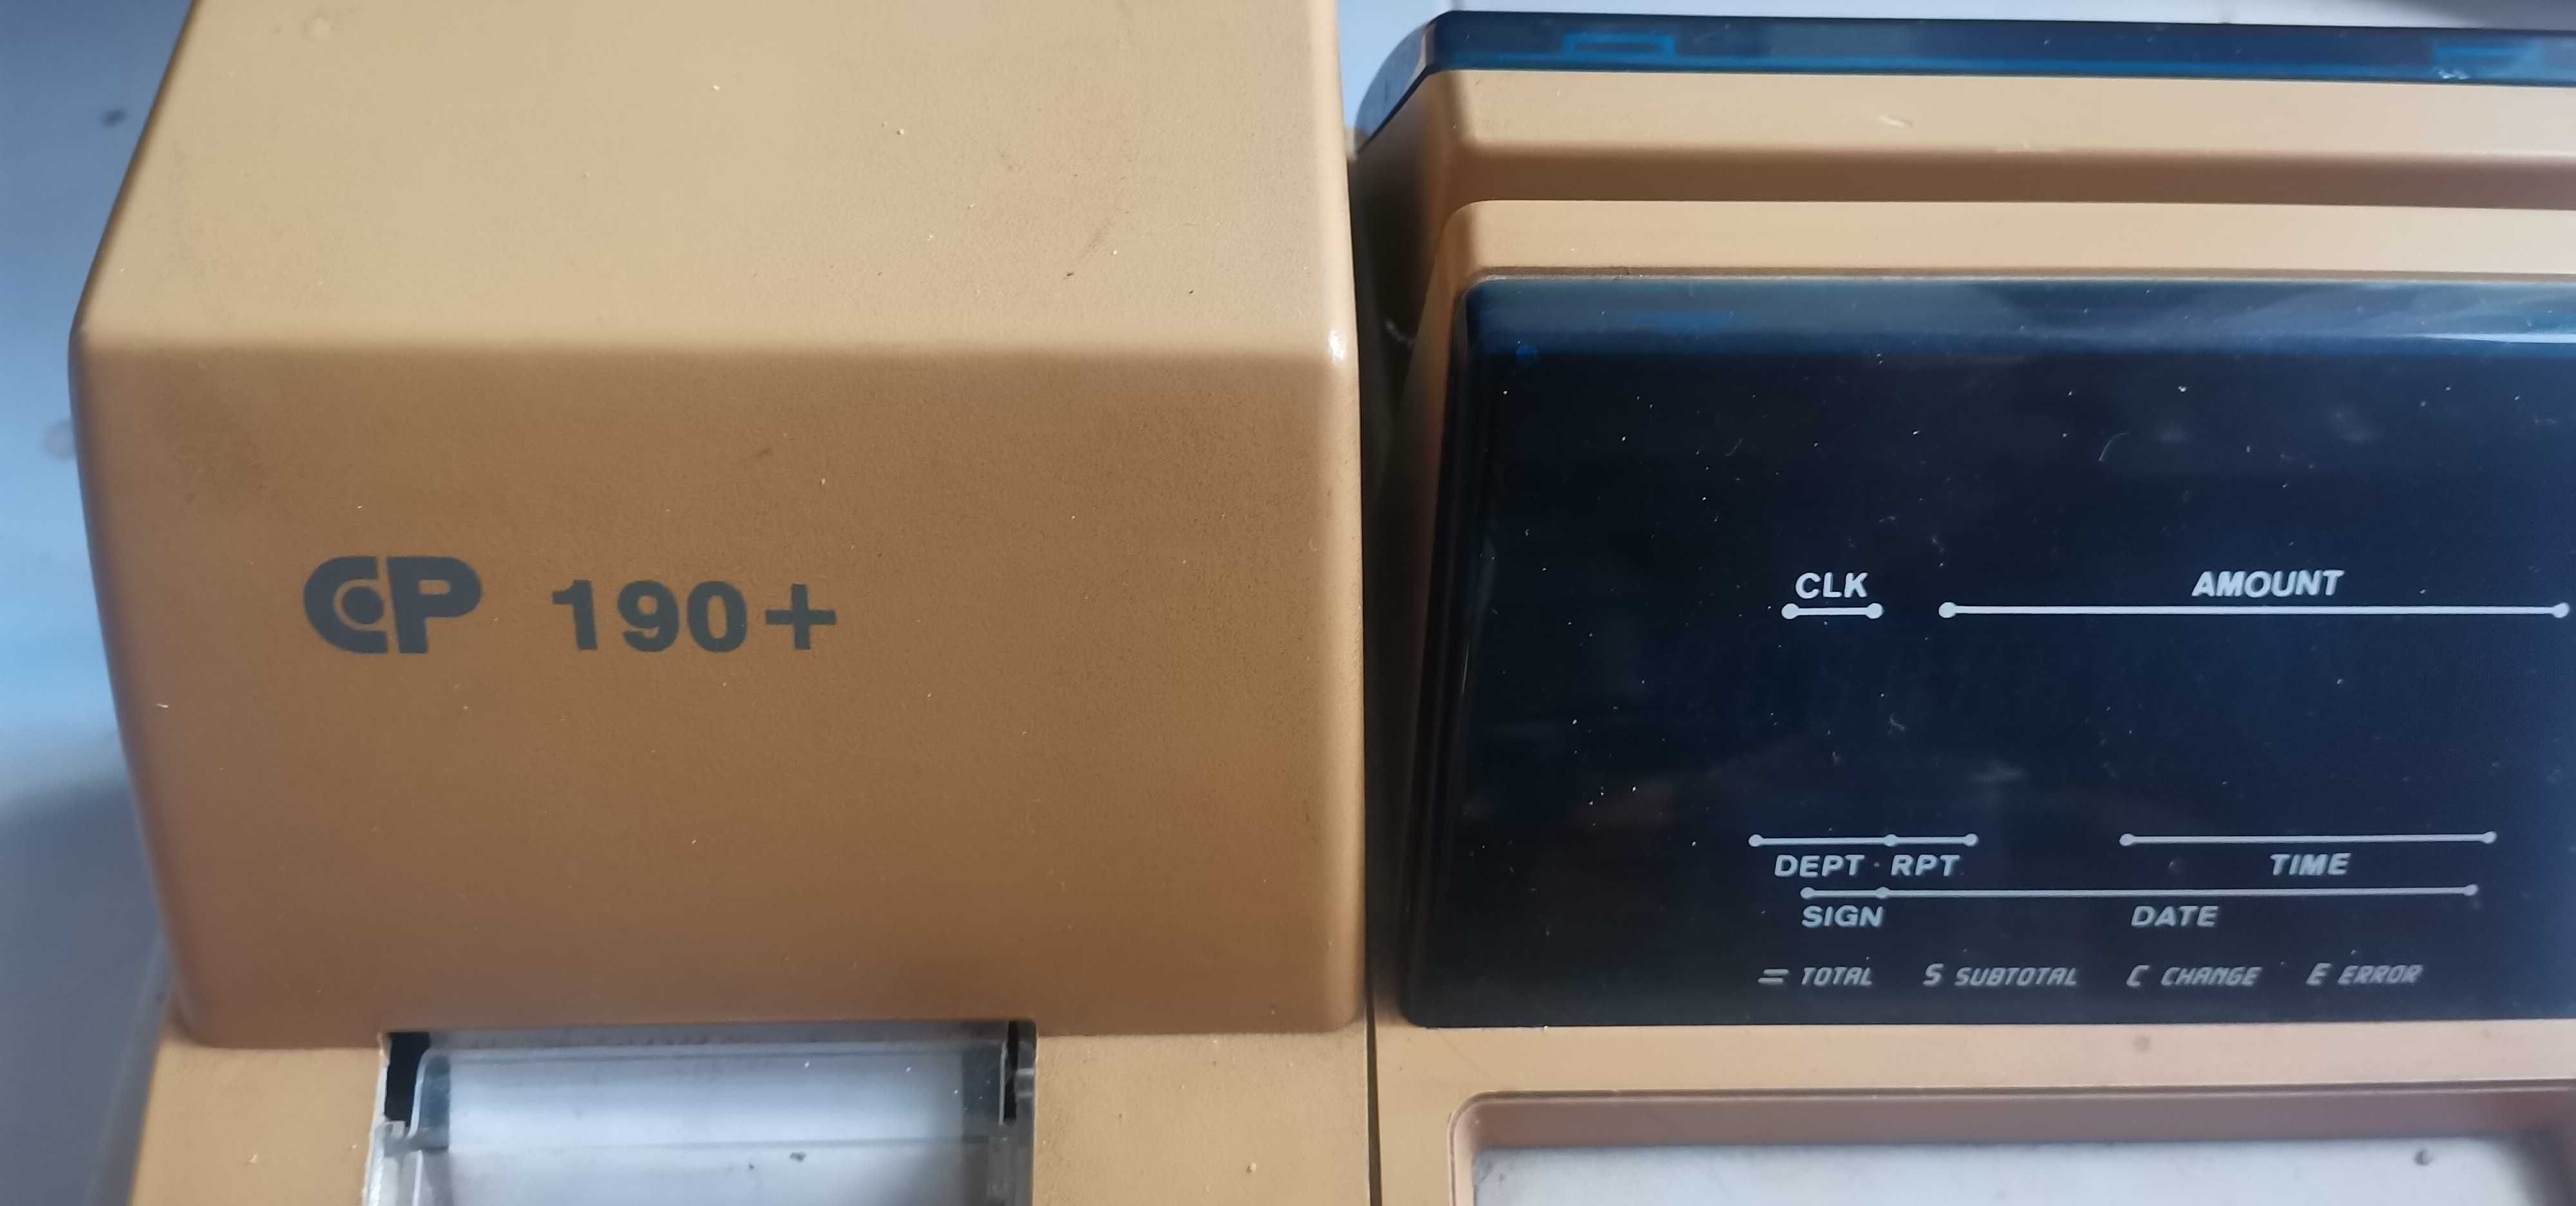 CP 190+
CLK AMOUNT
DEPT · RPT TIME
SIGN DATE
= TOTAL S SUBTOTAL C CHANGE E ERROR